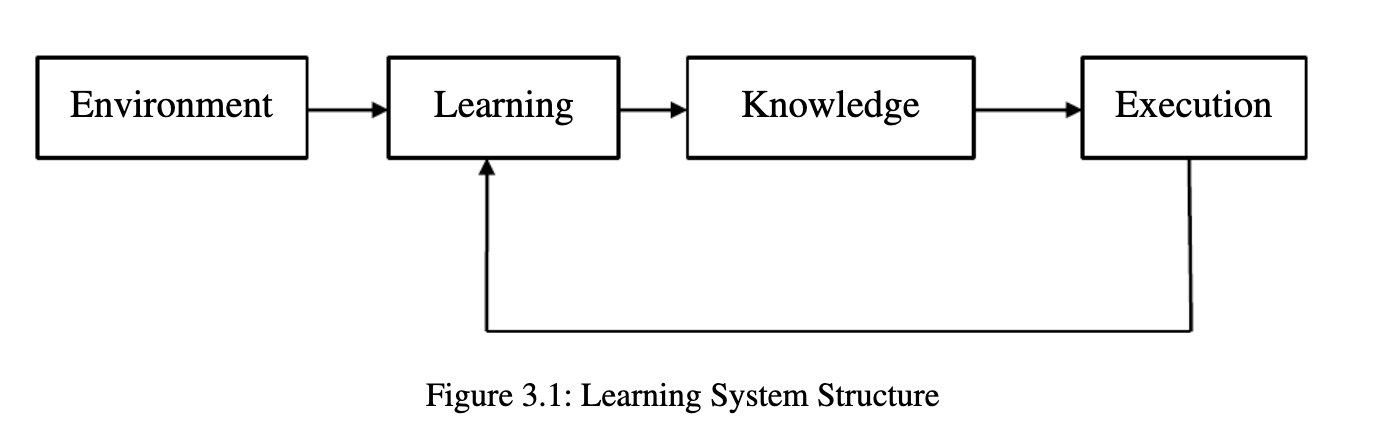 Environment
Learning
Knowledge
Execution
Figure 3.1: Learning System Structure